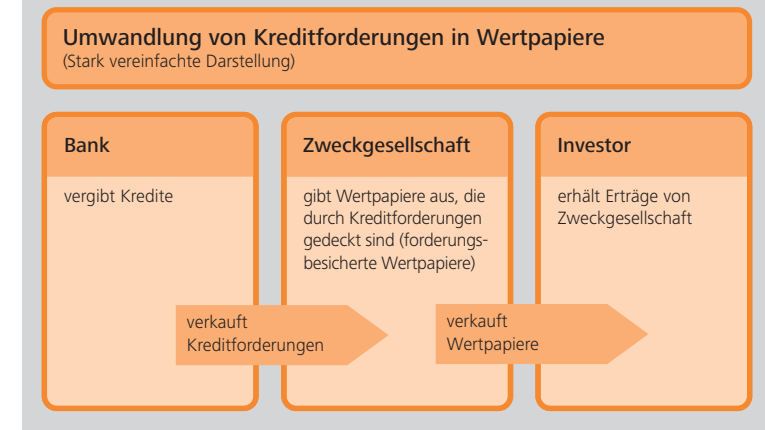 Umwandlung von Kreditforderungen in Wertpapiere
(Stark vereinfachte Darstellung)
Bank
vergibt Kredite
verkauft
Kreditforderungen
Zweckgesellschaft
gibt Wertpapiere aus, die
durch Kreditforderungen
gedeckt sind (forderungs-
besicherte Wertpapiere)
verkauft
Wertpapiere
Investor
erhält Erträge von
Zweckgesellschaft